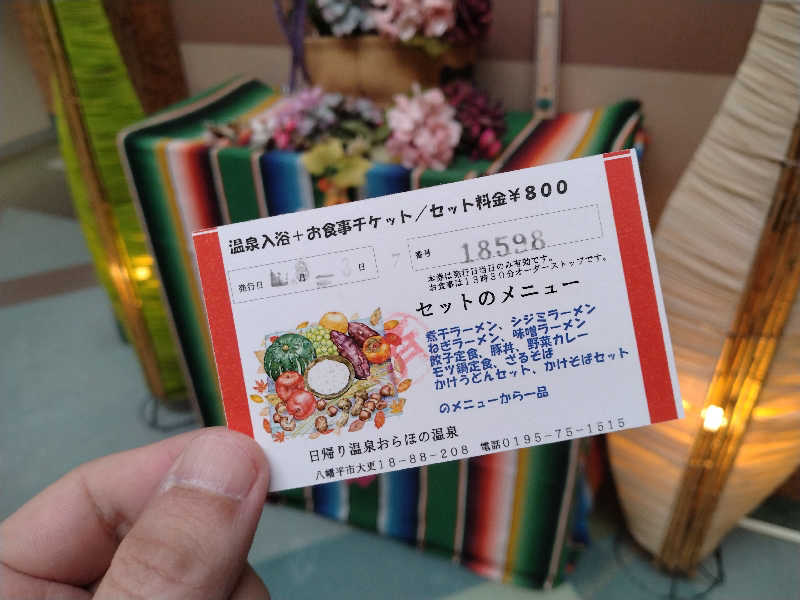 温泉入浴＋お食事チケット／セット料金￥８００
発行日 月 3 日
番号 18598
本券は発行日当日のみ有効です。
お食事は１３時３０分オーダーストップです。
セットのメニュー
煮干ラーメン、シジミラーメン
ねぎラーメン、味噌ラーメン
餃子定食、豚丼、野菜カレー
モツ鍋定食、ざるそば
かけうどんセット、かけそばセット
のメニューから一品
日帰り温泉おらほの温泉
八幡平市大更18-88-208 電話0195-75-1515